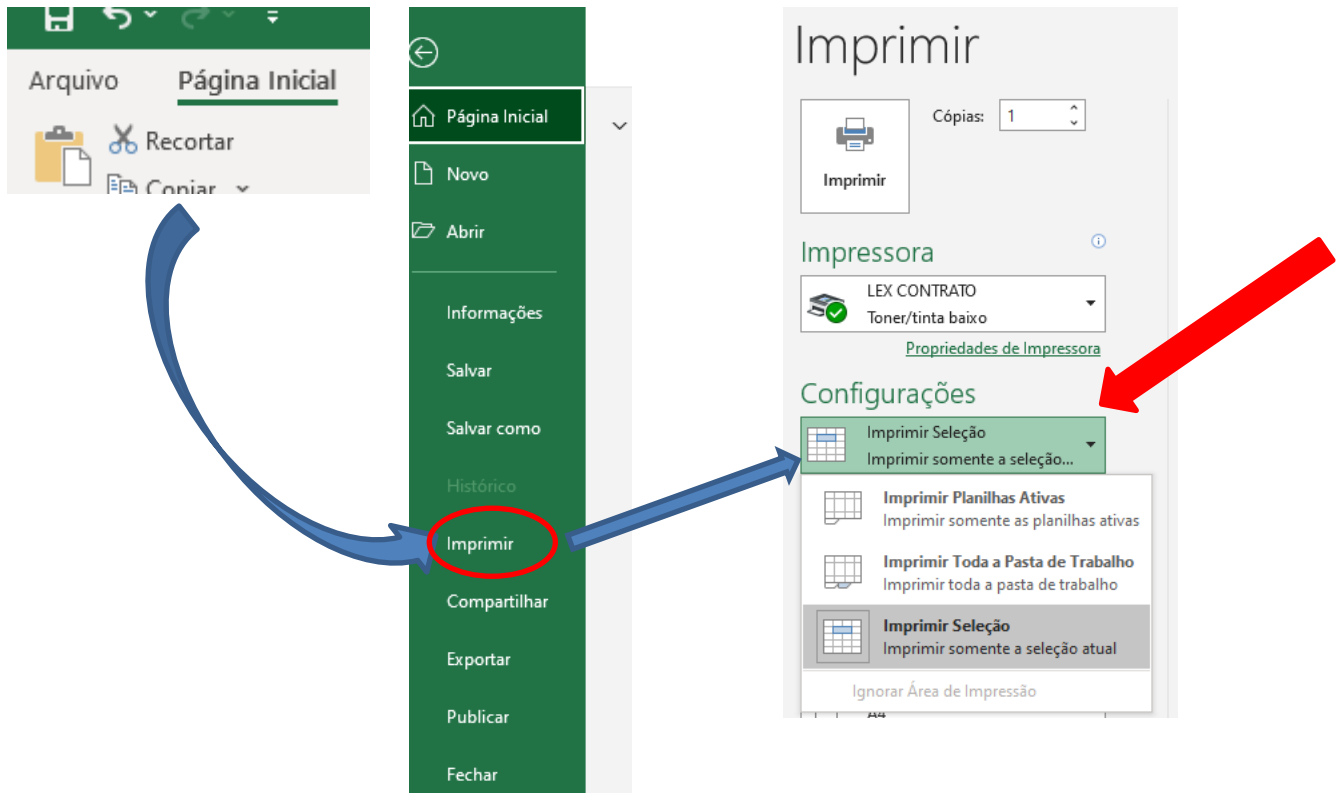 Arquivo Página Inicial
Recortar
Copiar
Página Inicial
Novo
Abrir
Informações
Salvar
Salvar como
Histórico
Imprimir
Compartilhar
Exportar
Publicar
Fechar
Imprimir
Cópias: 1
Imprimir
Impressora
LEX CONTRATO
Toner/tinta baixo
Propriedades de Impressora
Configurações
Imprimir Seleção
Imprimir somente a seleção...
Imprimir Planilhas Ativas
Imprimir somente as planilhas ativas
Imprimir Toda a Pasta de Trabalho
Imprimir toda a pasta de trabalho
Imprimir Seleção
Imprimir somente a seleção atual
Ignorar Área de Impressão
A4